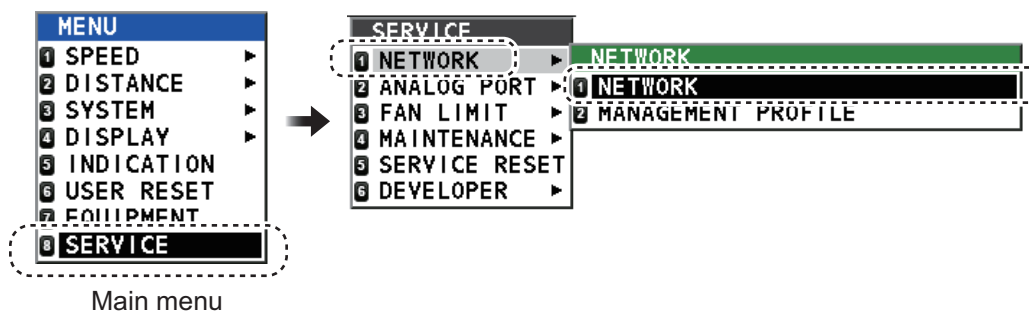 MENU
1 SPEED ▶
2 DISTANCE ▶
3 SYSTEM ▶
4 DISPLAY ▶
5 INDICATION
6 USER RESET
7 EQUIPMENT
8 SERVICE
Main menu
SERVICE
1 NETWORK ▶
2 ANALOG PORT ▶
3 FAN LIMIT ▶
4 MAINTENANCE ▶
5 SERVICE RESET
6 DEVELOPER ▶
NETWORK
1 NETWORK
2 MANAGEMENT PROFILE